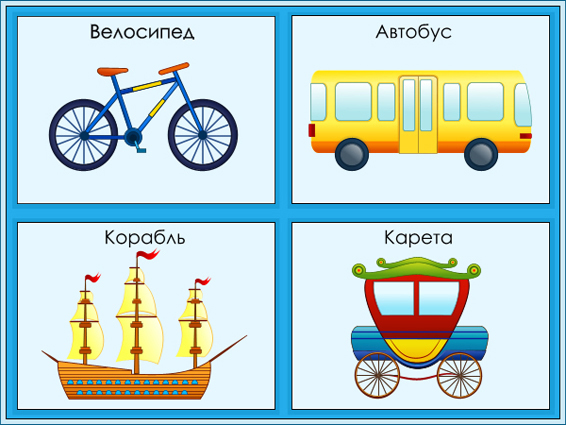 Велосипед
Автобус
Корабль
Карета